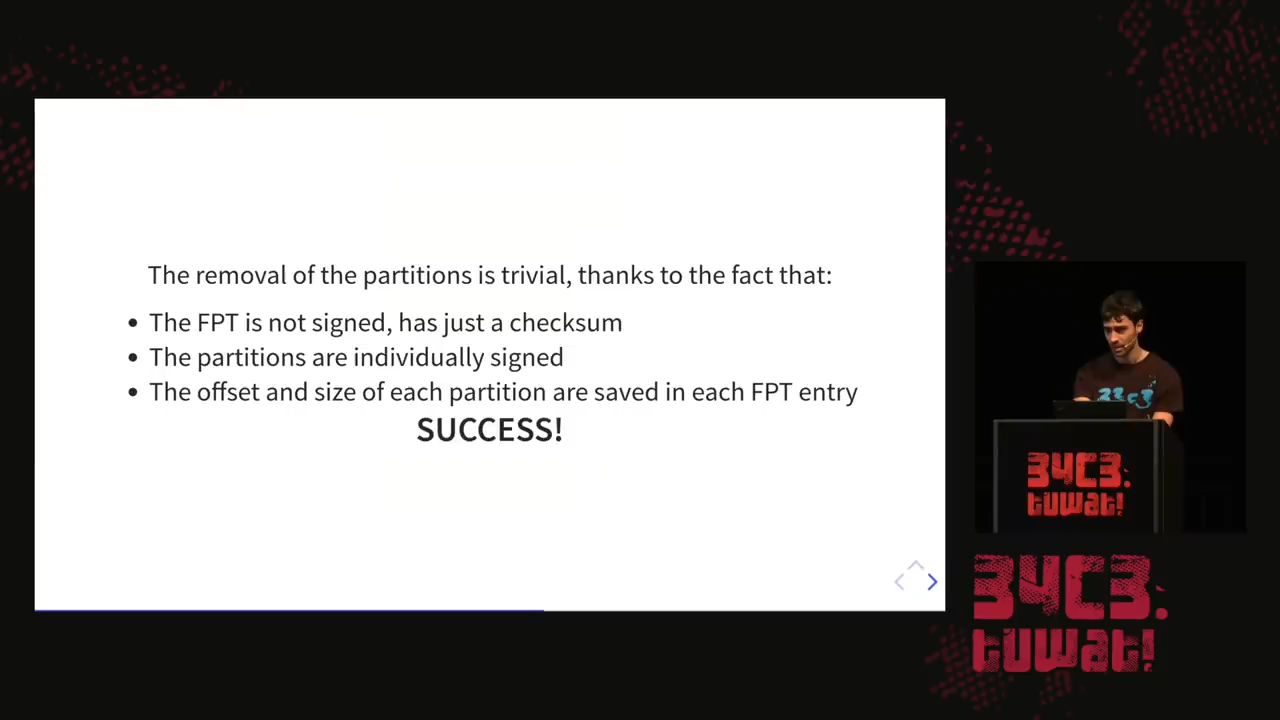 The removal of the partitions is trivial, thanks to the fact that:
• The FPT is not signed, has just a checksum
• The partitions are individually signed
• The offset and size of each partition are saved in each FPT entry
SUCCESS!
33c3
34C3.
tuwat!
34C3.
tuwat!